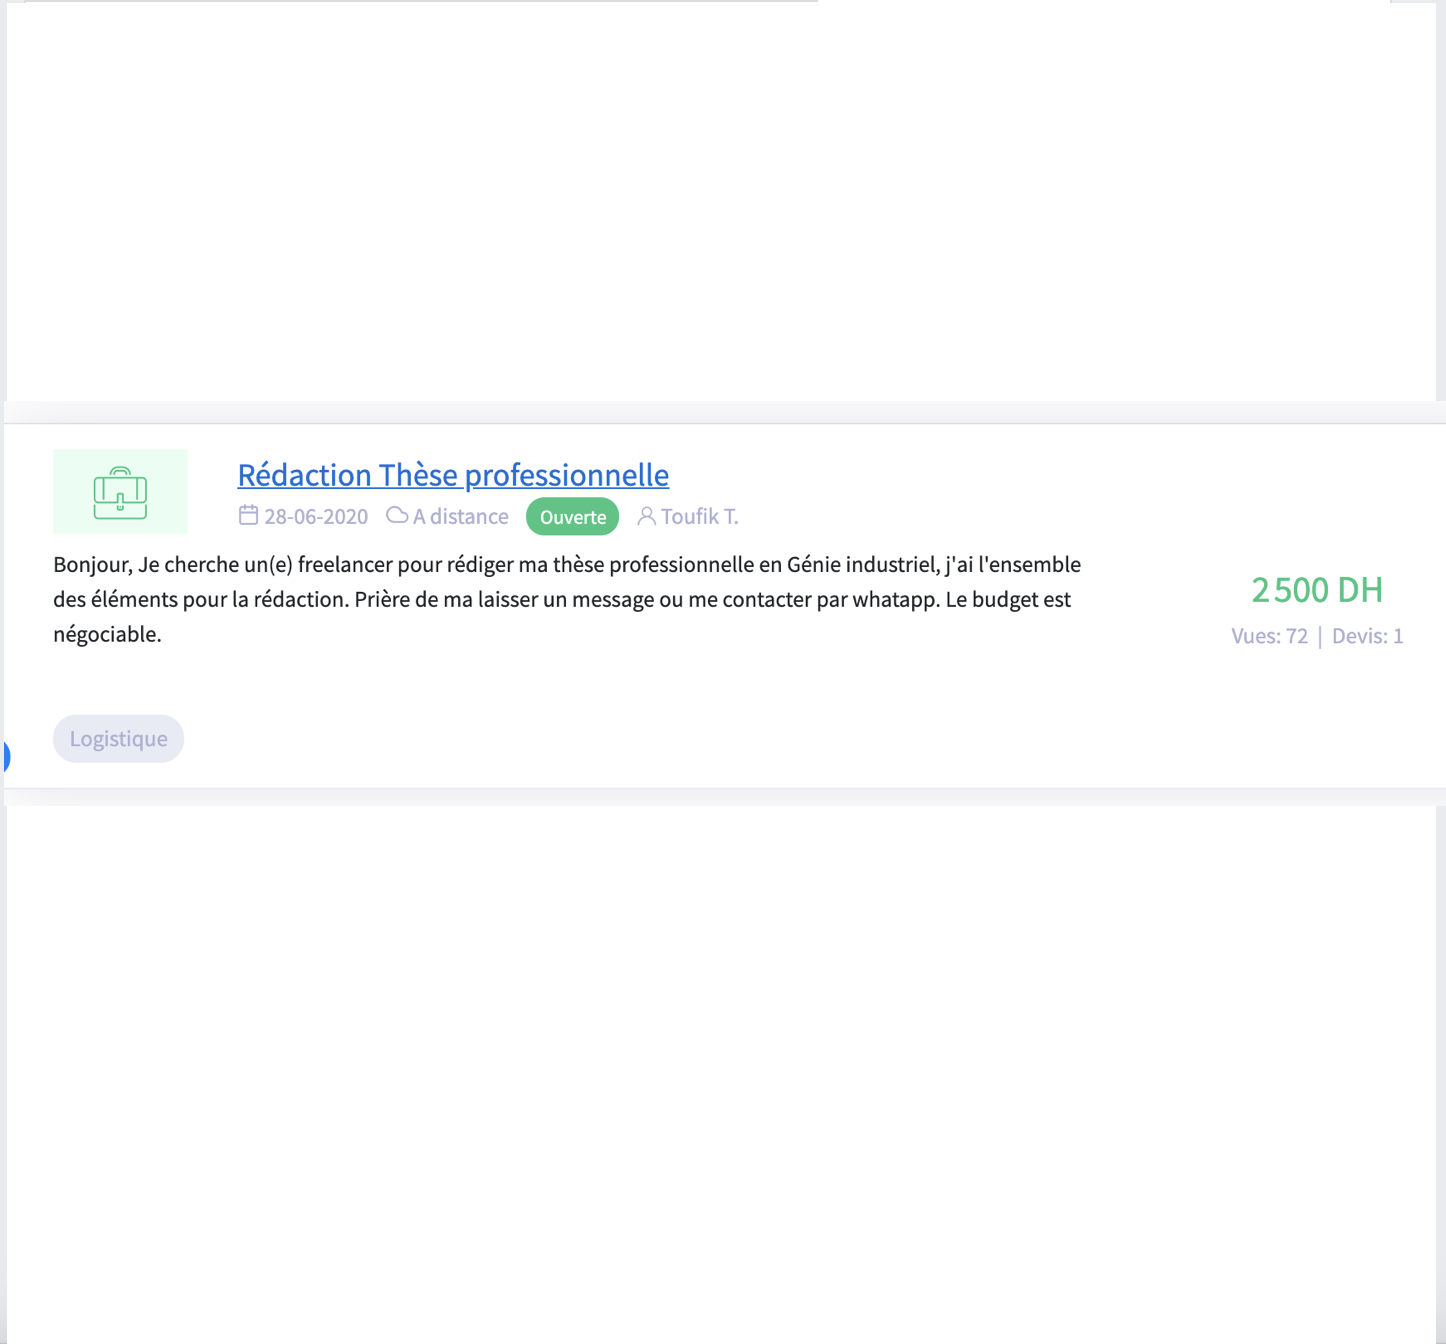 Rédaction Thèse professionnelle
28-06-2020 A distance Ouverte Toufik T.
Bonjour, Je cherche un(e) freelancer pour rédiger ma thèse professionnelle en Génie industriel, j'ai l'ensemble
des éléments pour la rédaction. Prière de ma laisser un message ou me contacter par whatapp. Le budget est
négociable.
2 500 DH
Vues: 72 | Devis: 1
Logistique